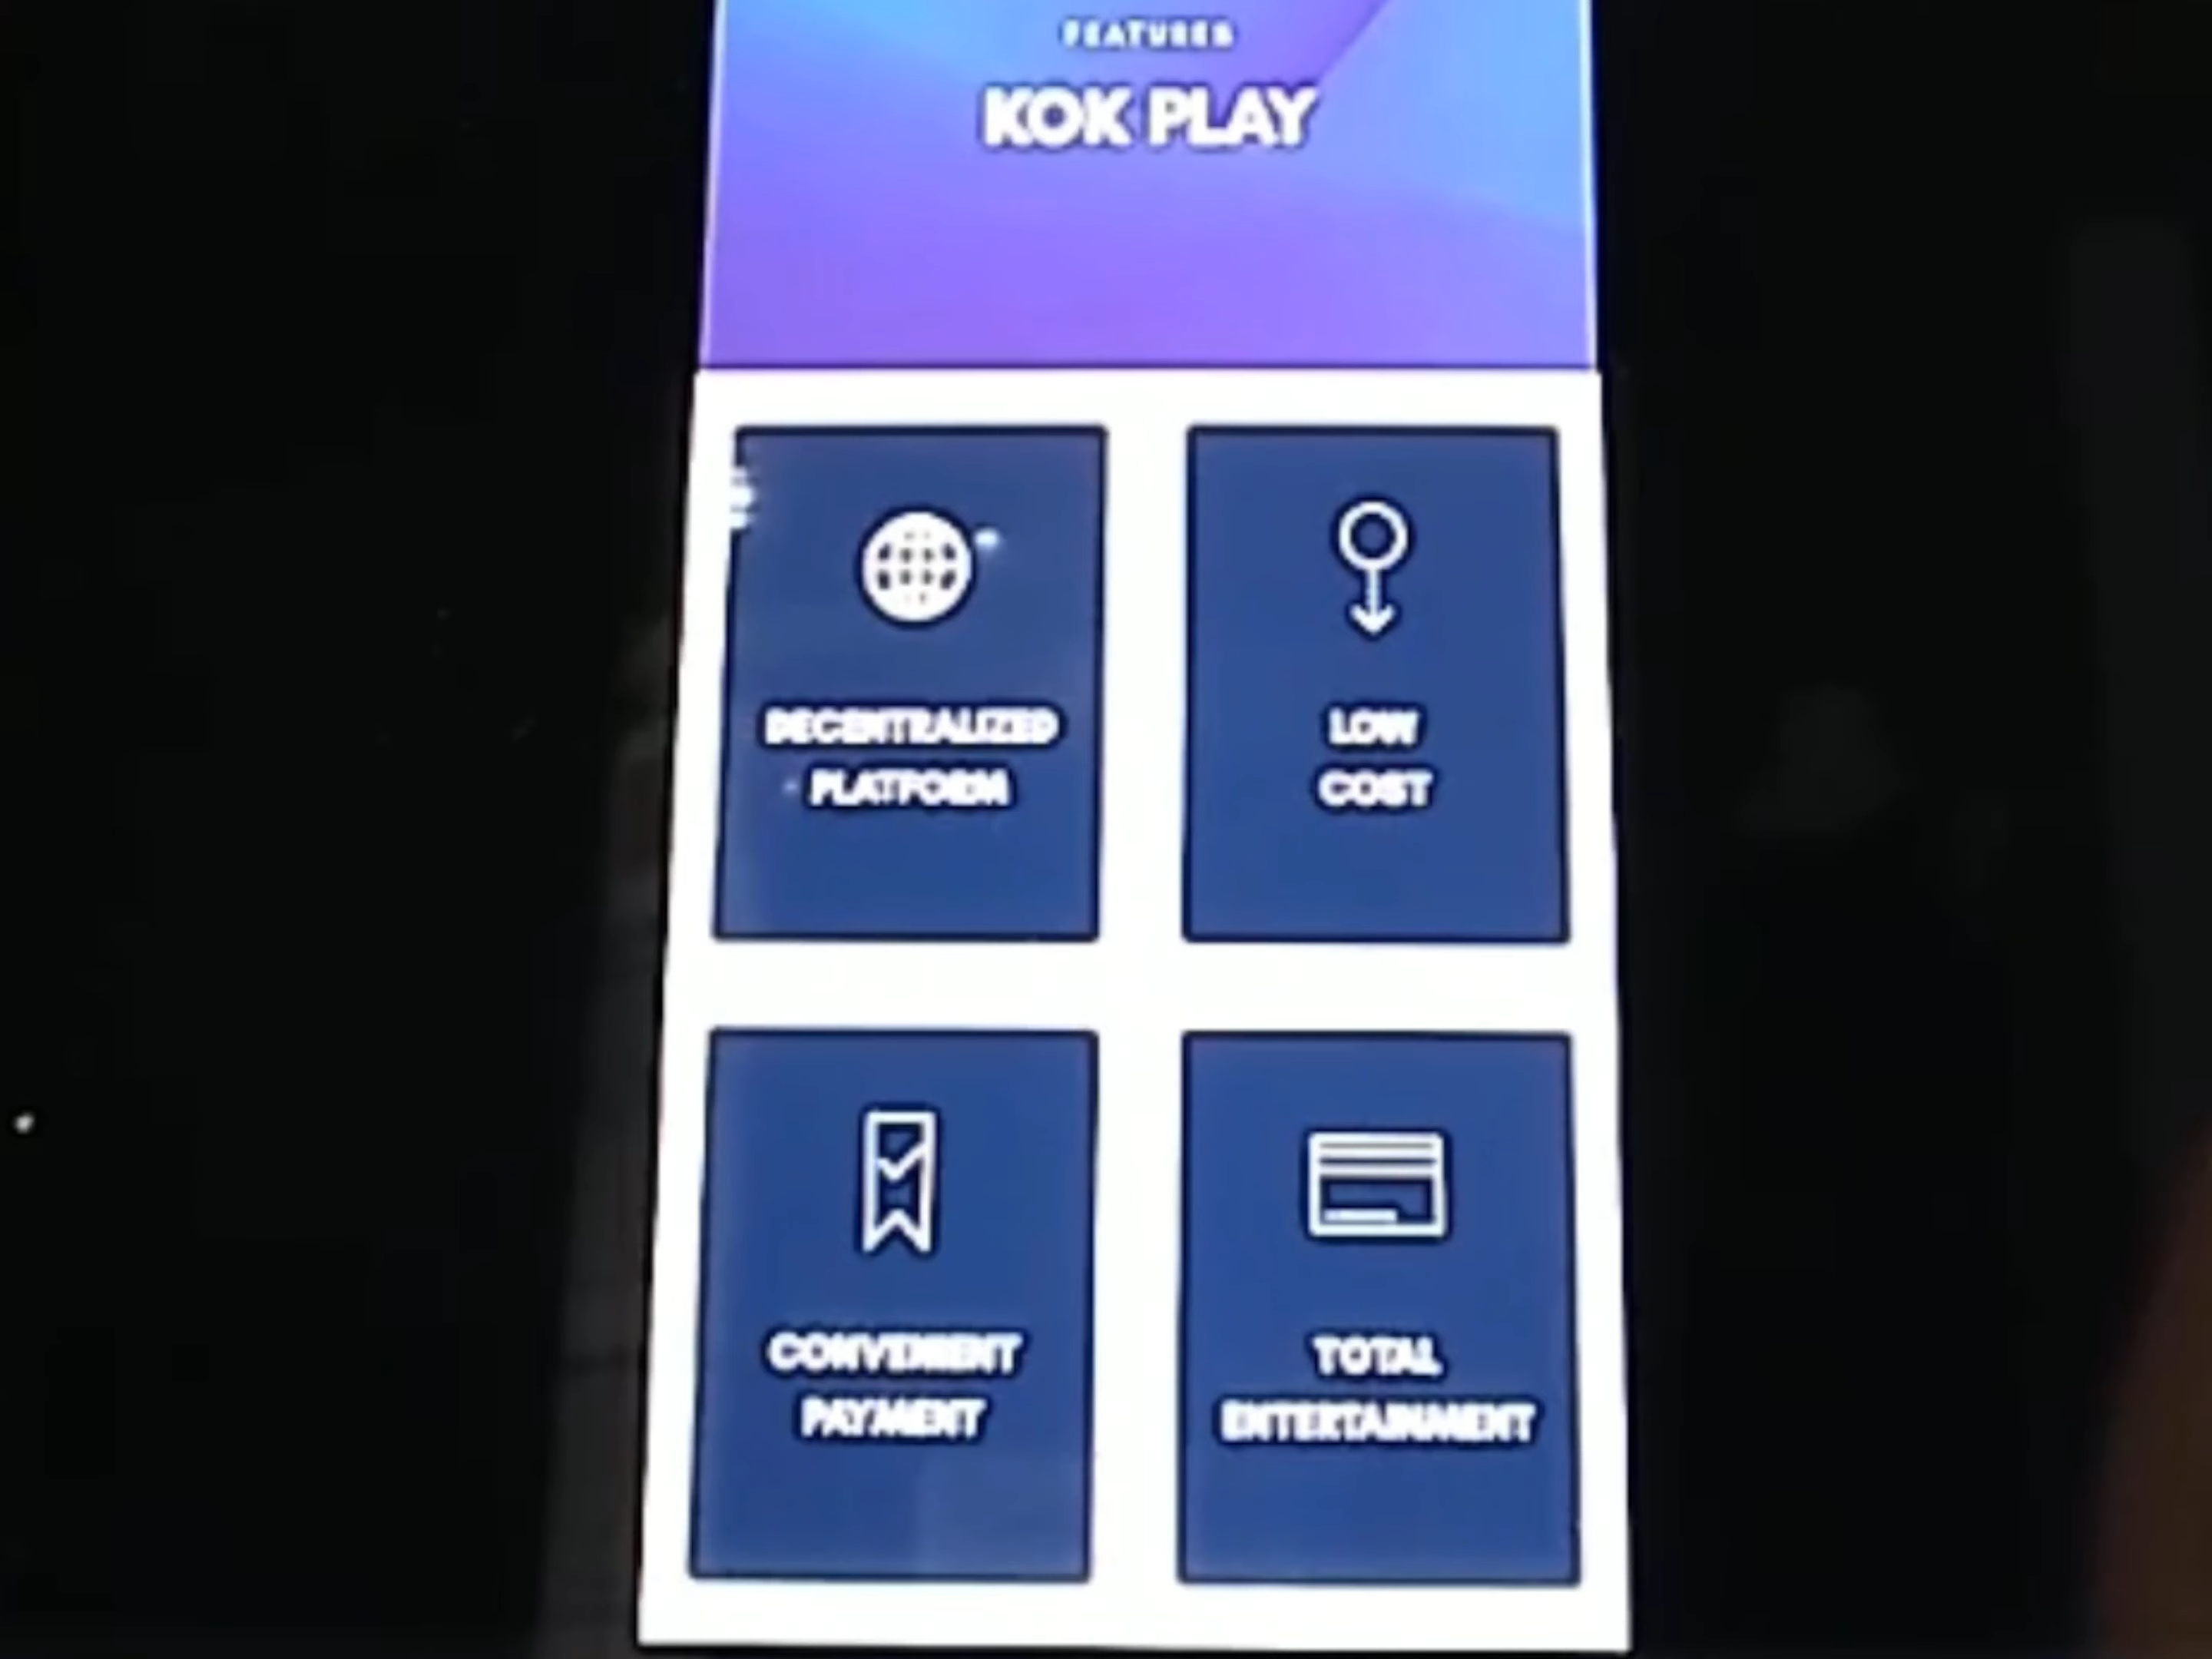 FEATURES
KOK PLAY
DECENTRALIZED
PLATFORM
LOW
COST
CONVENIENT
PAYMENT
TOTAL
ENTERTAINMENT